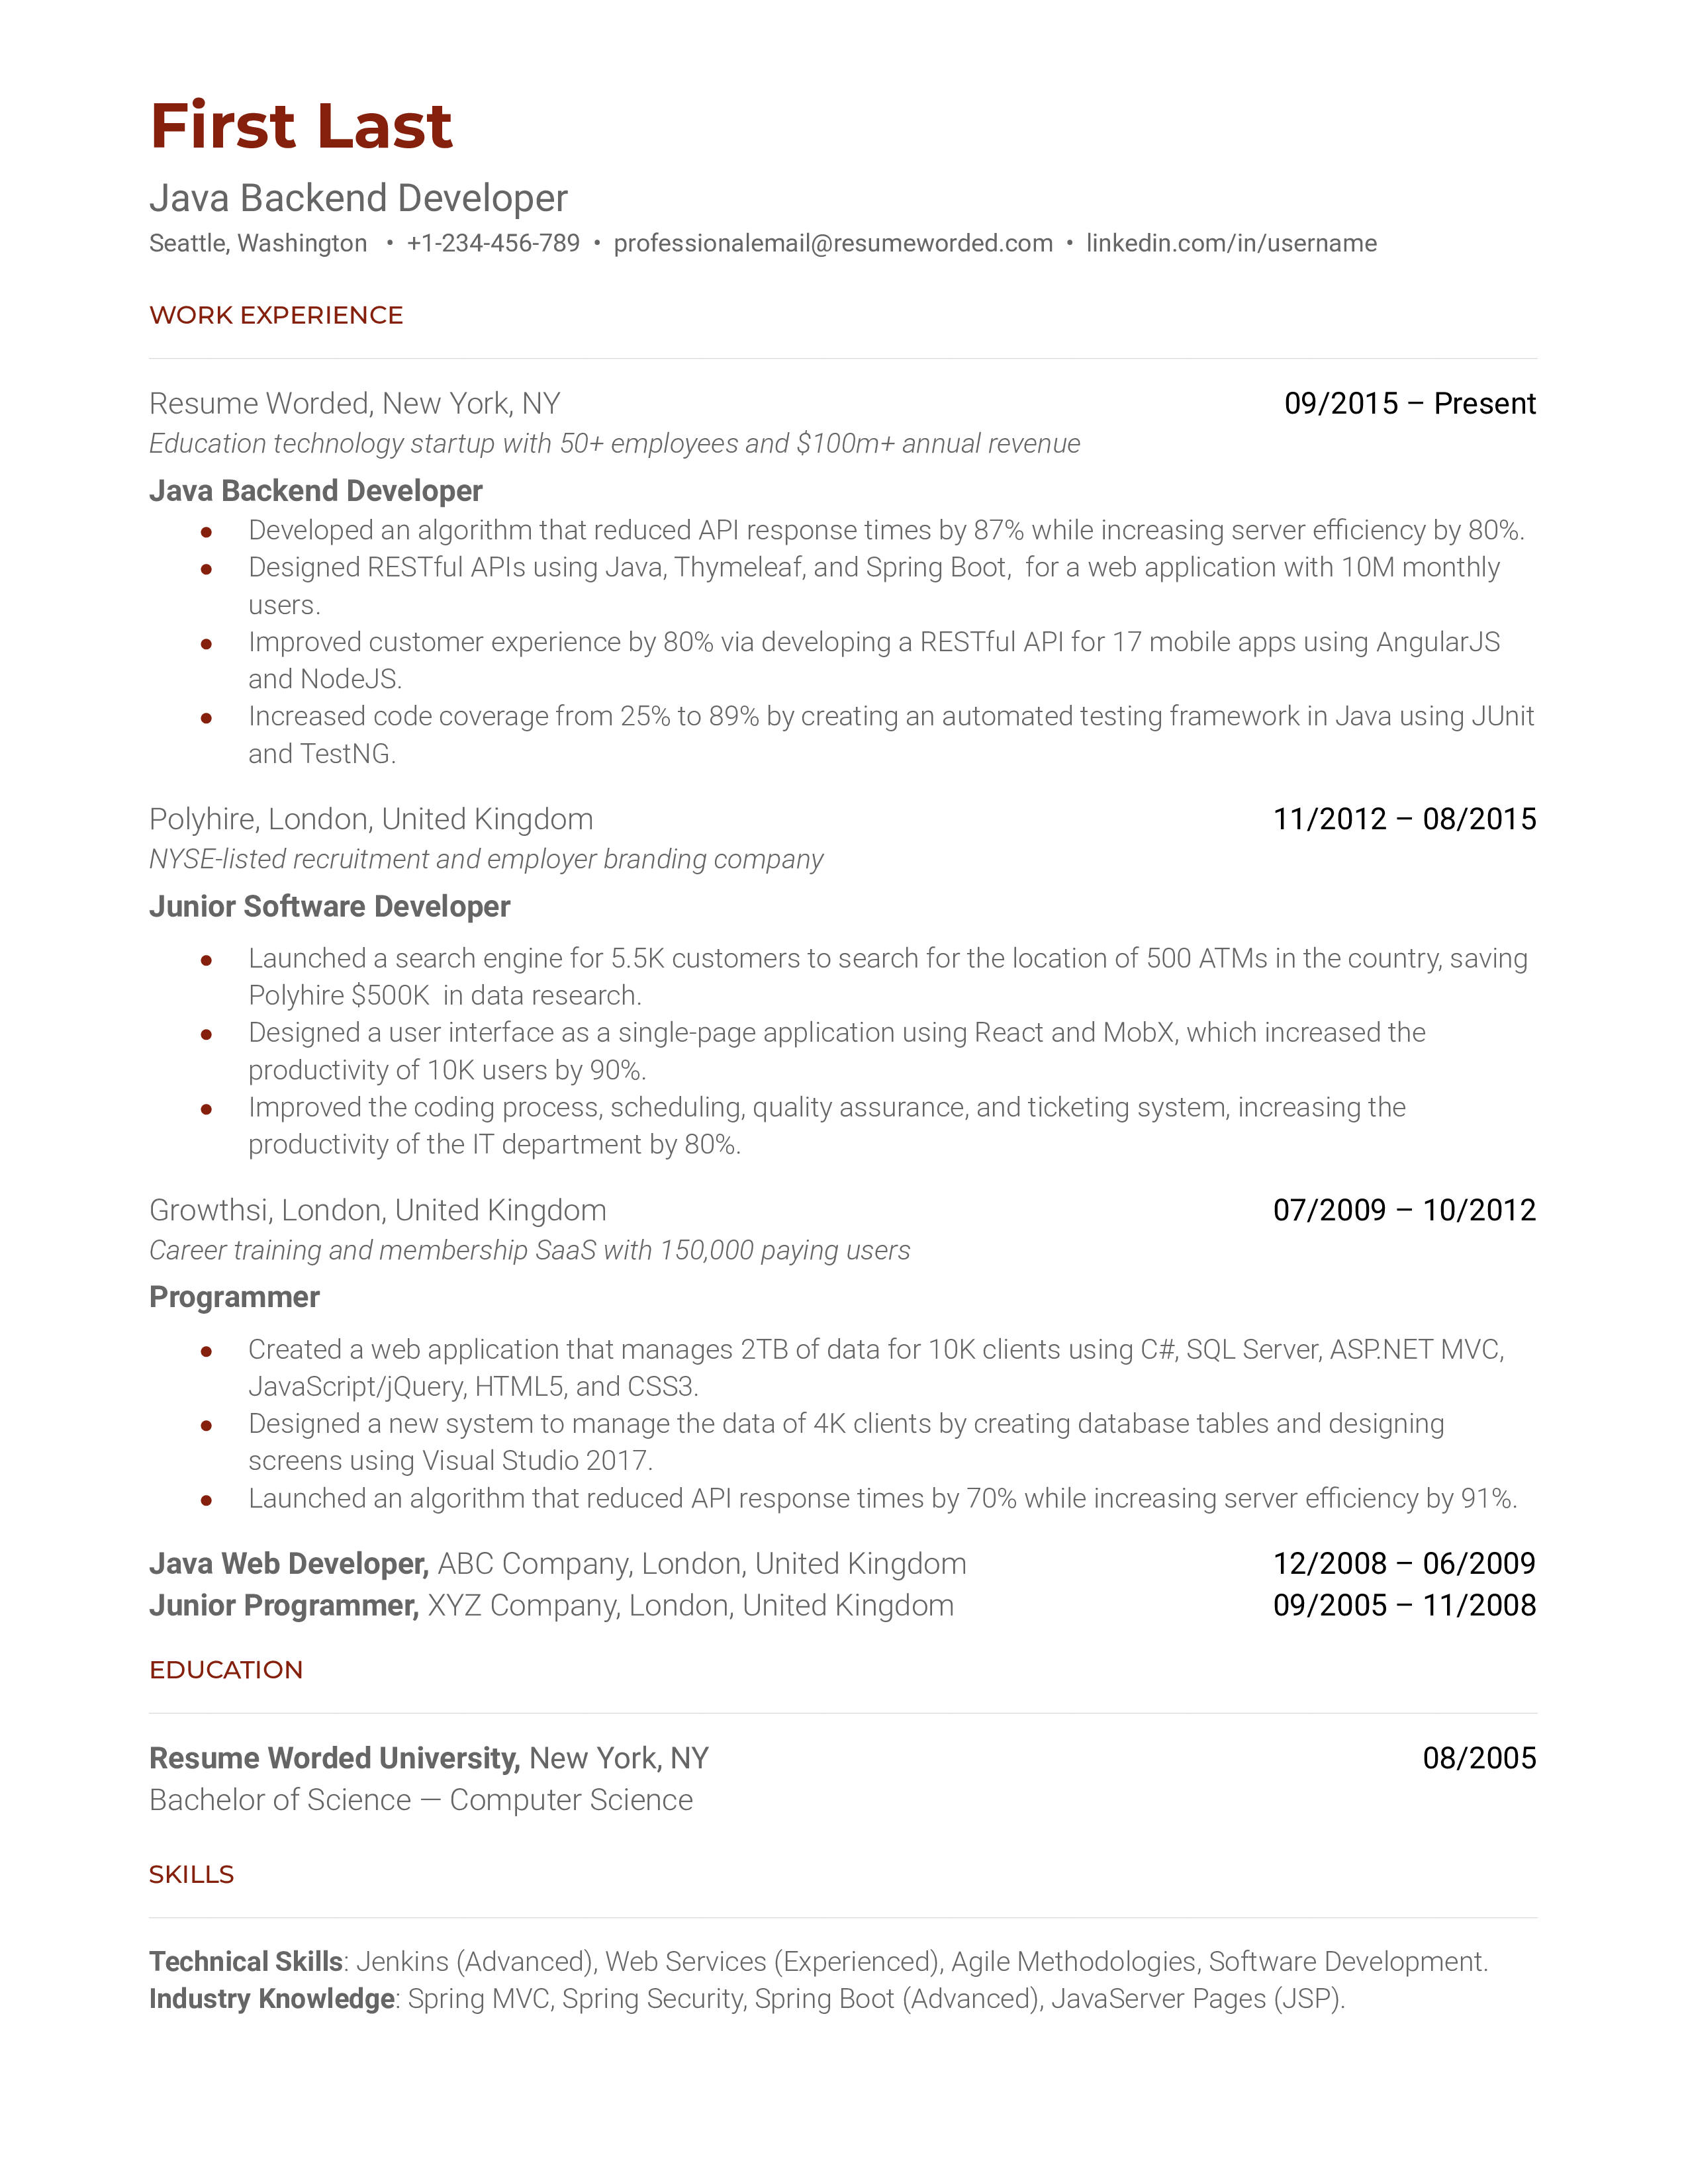 First Last
Java Backend Developer
Seattle, Washington • +1-234-456-789 • professionalemail@resumeworded.com • linkedin.com/in/username
WORK EXPERIENCE
Resume Worded, New York, NY 09/2015 – Present
Education technology startup with 50+ employees and $100m+ annual revenue
Java Backend Developer
● Developed an algorithm that reduced API response times by 87% while increasing server efficiency by 80%.
● Designed RESTful APIs using Java, Thymeleaf, and Spring Boot,  for a web application with 10M monthly
users.
● Improved customer experience by 80% via developing a RESTful API for 17 mobile apps using AngularJS
and NodeJS.
● Increased code coverage from 25% to 89% by creating an automated testing framework in Java using JUnit
and TestNG.
Polyhire, London, United Kingdom 11/2012 – 08/2015
NYSE-listed recruitment and employer branding company
Junior Software Developer
● Launched a search engine for 5.5K customers to search for the location of 500 ATMs in the country, saving
Polyhire $500K  in data research.
● Designed a user interface as a single-page application using React and MobX, which increased the
productivity of 10K users by 90%.
● Improved the coding process, scheduling, quality assurance, and ticketing system, increasing the
productivity of the IT department by 80%.
Growthsi, London, United Kingdom 07/2009 – 10/2012
Career training and membership SaaS with 150,000 paying users
Programmer
● Created a web application that manages 2TB of data for 10K clients using C#, SQL Server, ASP.NET MVC,
JavaScript/jQuery, HTML5, and CSS3.
● Designed a new system to manage the data of 4K clients by creating database tables and designing
screens using Visual Studio 2017.
● Launched an algorithm that reduced API response times by 70% while increasing server efficiency by 91%.
Java Web Developer, ABC Company, London, United Kingdom 12/2008 – 06/2009
Junior Programmer, XYZ Company, London, United Kingdom 09/2005 – 11/2008
EDUCATION
Resume Worded University, New York, NY 08/2005
Bachelor of Science — Computer Science
SKILLS
Technical Skills: Jenkins (Advanced), Web Services (Experienced), Agile Methodologies, Software Development.
Industry Knowledge: Spring MVC, Spring Security, Spring Boot (Advanced), JavaServer Pages (JSP).